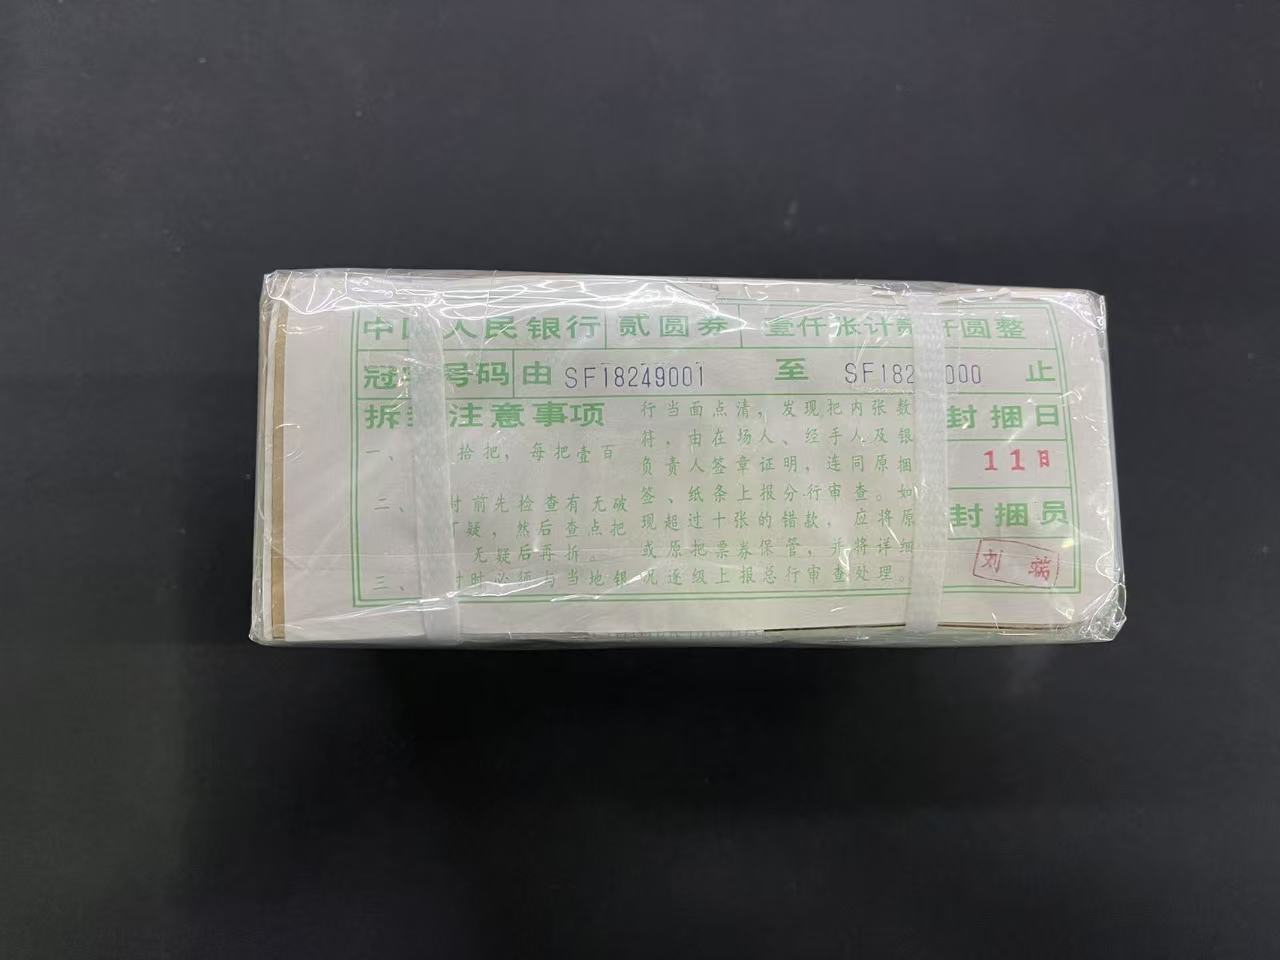 中 人民银行 贰圆券 壹仟张计 仟圆整
冠 号码 由 SF18249001 至 SF182 000 止
拆 注意事项
一、 拾把，每把壹百
二、 封前先检查有无破
疑，然后查点把
无疑后再拆。
三、 时必须与当地银
行当面点清，发现把内张数
符，由在场人、经手人及银
负责人签章证明，连同原捆
签、纸条上报分行审查。如
现超过十张的错款，应将原
或原把票券保管，并将详细
况逐级上报总行审查处理。
封捆日
11日
封捆员
刘 端